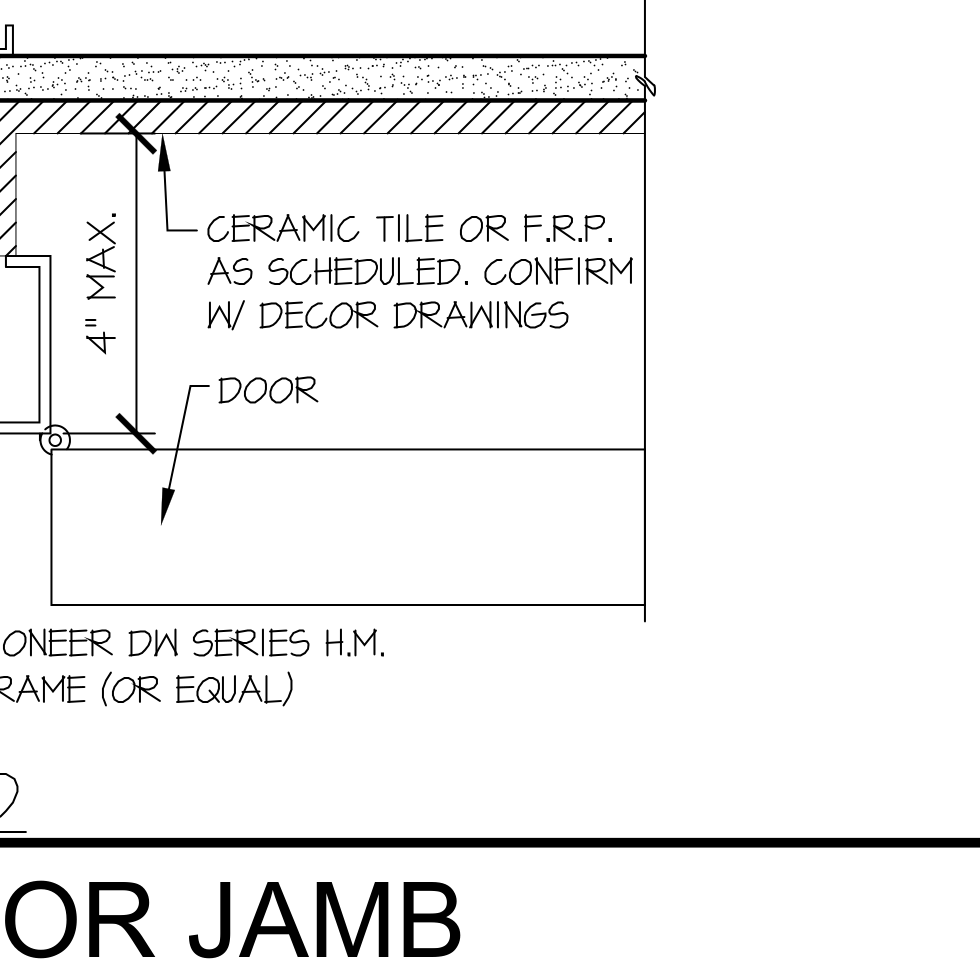 CERAMIC TILE OR F.R.P.
AS SCHEDULED. CONFIRM
W/ DECOR DRAWINGS
4" MAX.
DOOR
ONEER DW SERIES H.M.
RAME (OR EQUAL)
2
OR JAMB